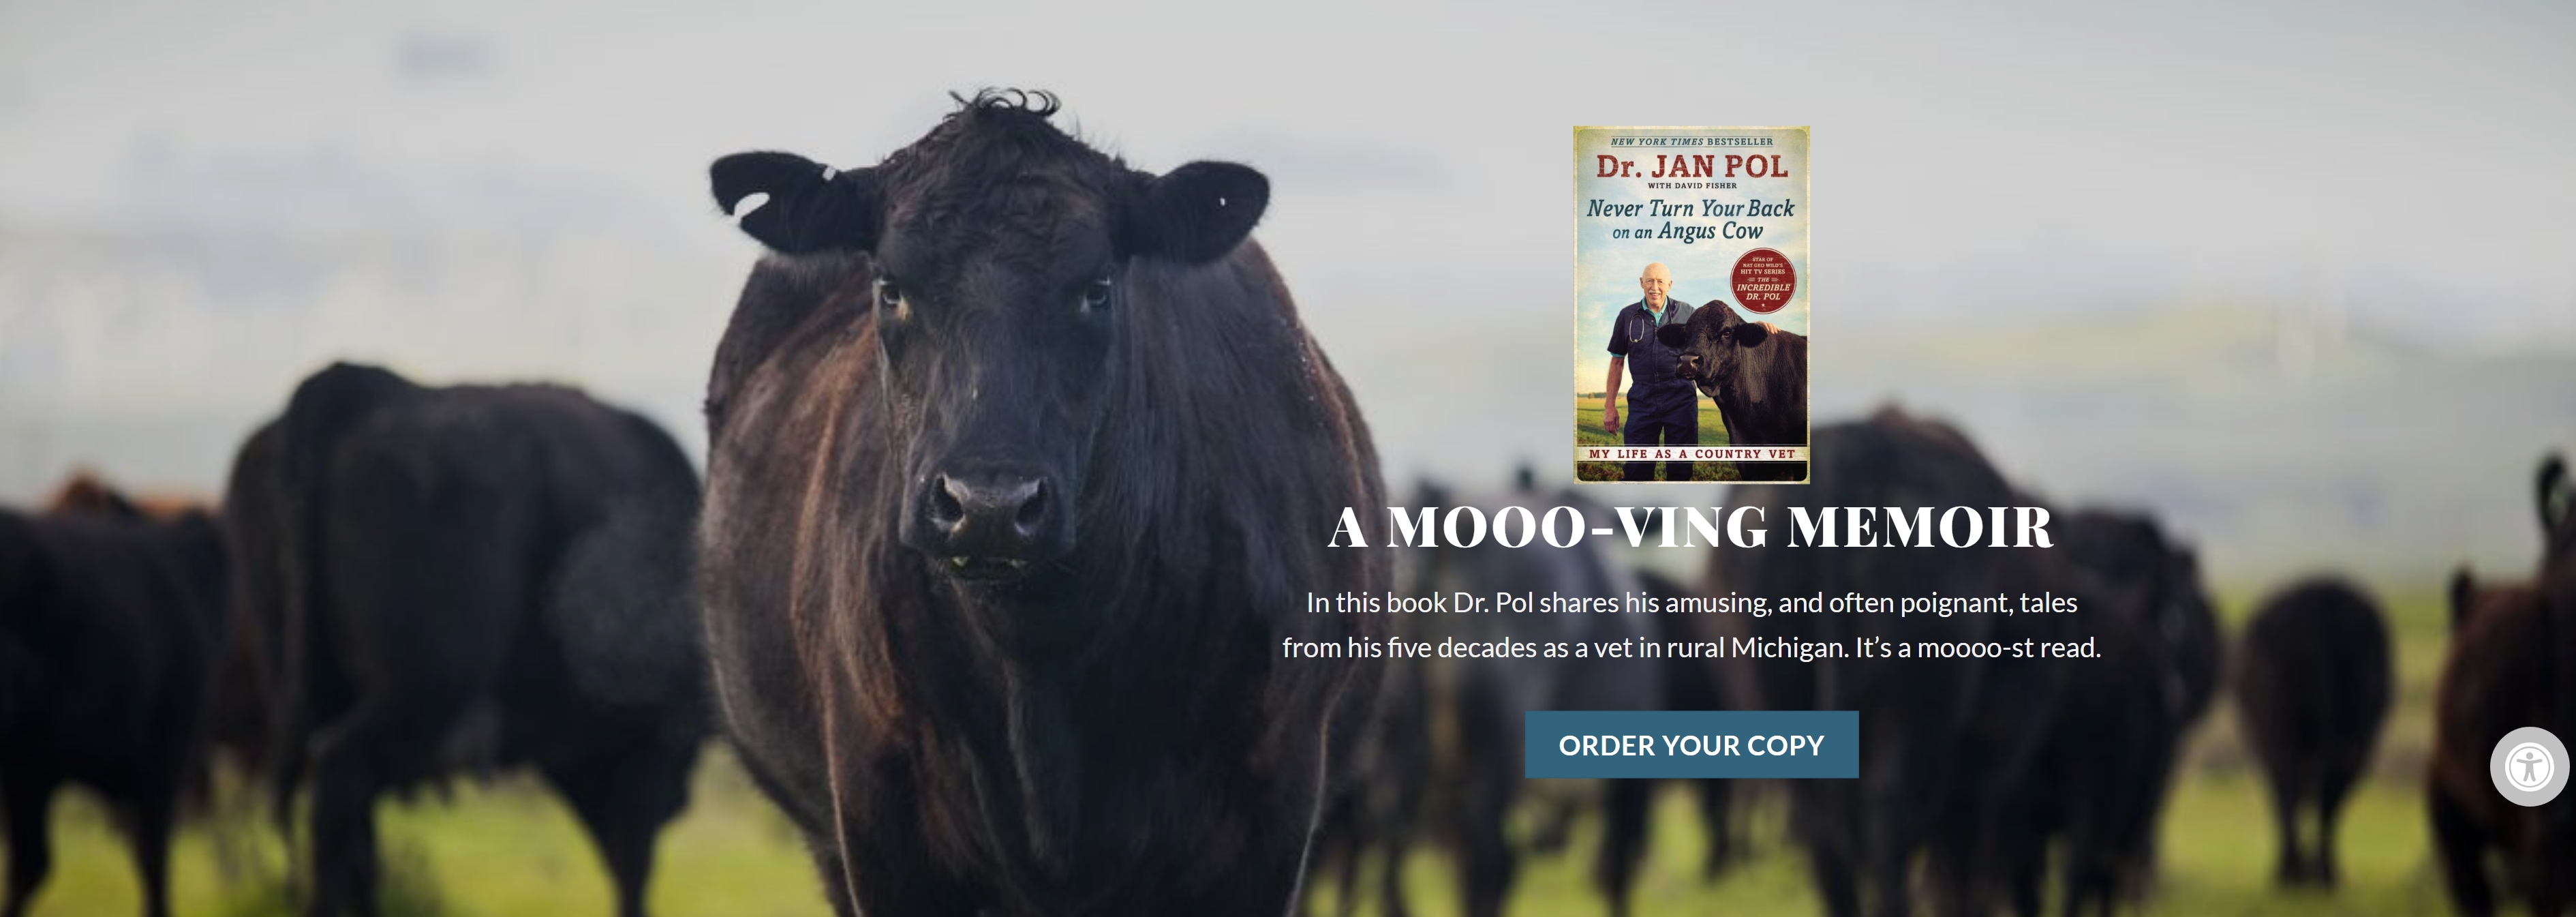 NEW YORK TIMES BESTSELLER
Dr. JAN POL
WITH DAVID FISHER
Never Turn Your Back
on an Angus Cow
STAR OF
NAT GEO WILD'S
HIT TV SERIES
THE
INCREDIBLE
DR. POL
MY LIFE AS A COUNTRY VET
A MOOO-VING MEMOIR
In this book Dr. Pol shares his amusing, and often poignant, tales
from his five decades as a vet in rural Michigan. It’s a moooo-st read.
ORDER YOUR COPY